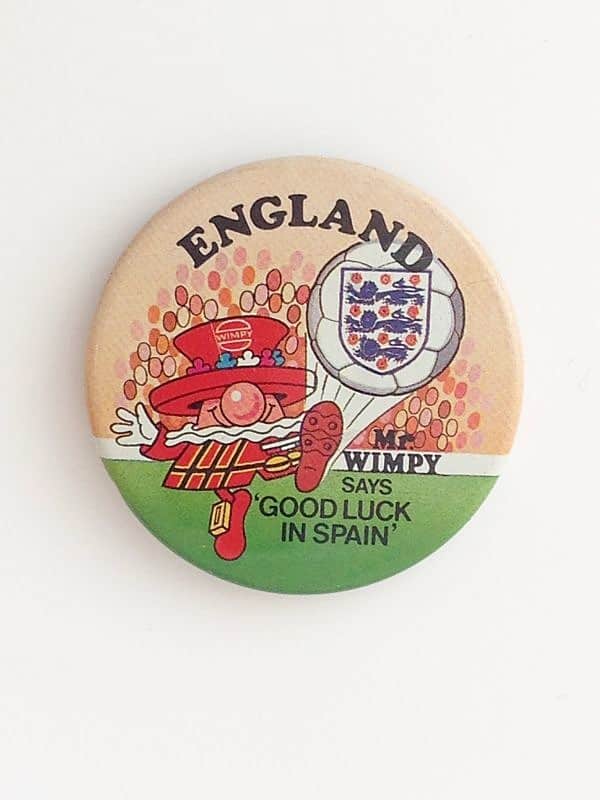 ENGLAND
WIMPY
Mr.
WIMPY
SAYS
'GOOD LUCK
IN SPAIN'